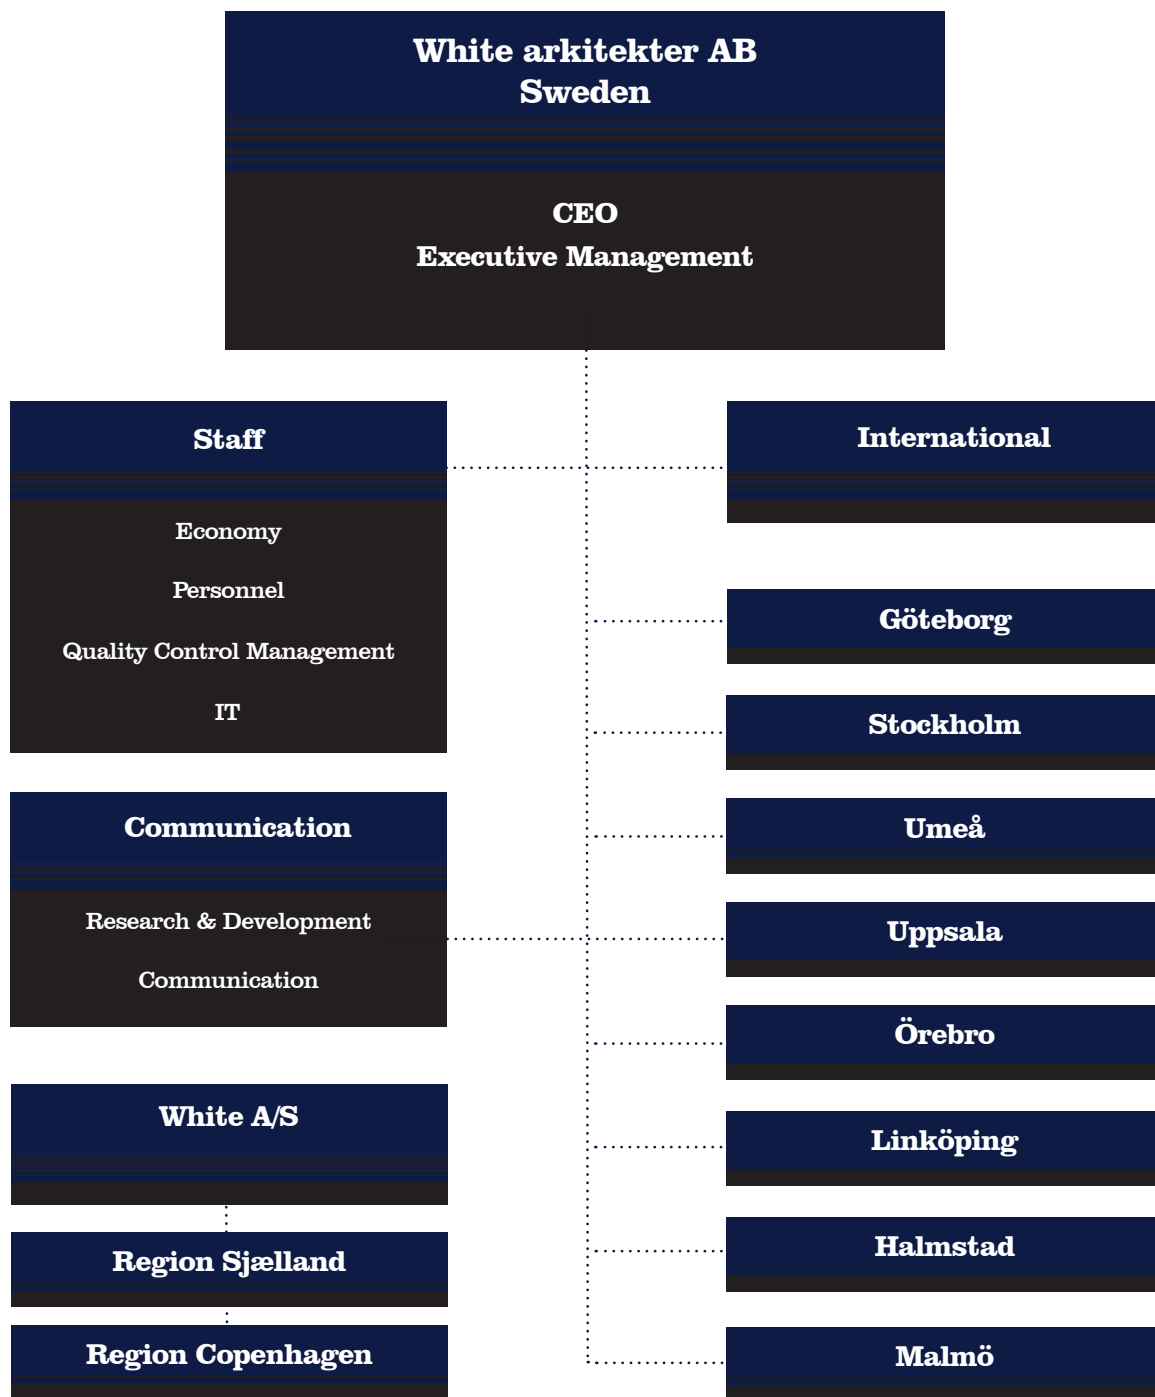 White arkitekter AB
Sweden
CEO
Executive Management
Staff
Economy
Personnel
Quality Control Management
IT
Communication
Research & Development
Communication
White A/S
Region Sjælland
Region Copenhagen
International
Göteborg
Stockholm
Umeå
Uppsala
Örebro
Linköping
Halmstad
Malmö